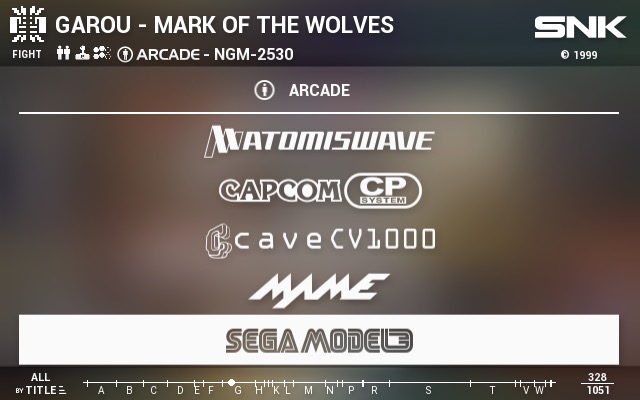 GAROU - MARK OF THE WOLVES
SNK
FIGHT
ARCADE - NGM-2530
© 1999
ARCADE
ATOMISWAVE
CAPCOM CP SYSTEM
cave CV1000
MAME
SEGA MODEL3
ALL
BY TITLE
A B C D E F G H K L M N P R S T V W
328
1051